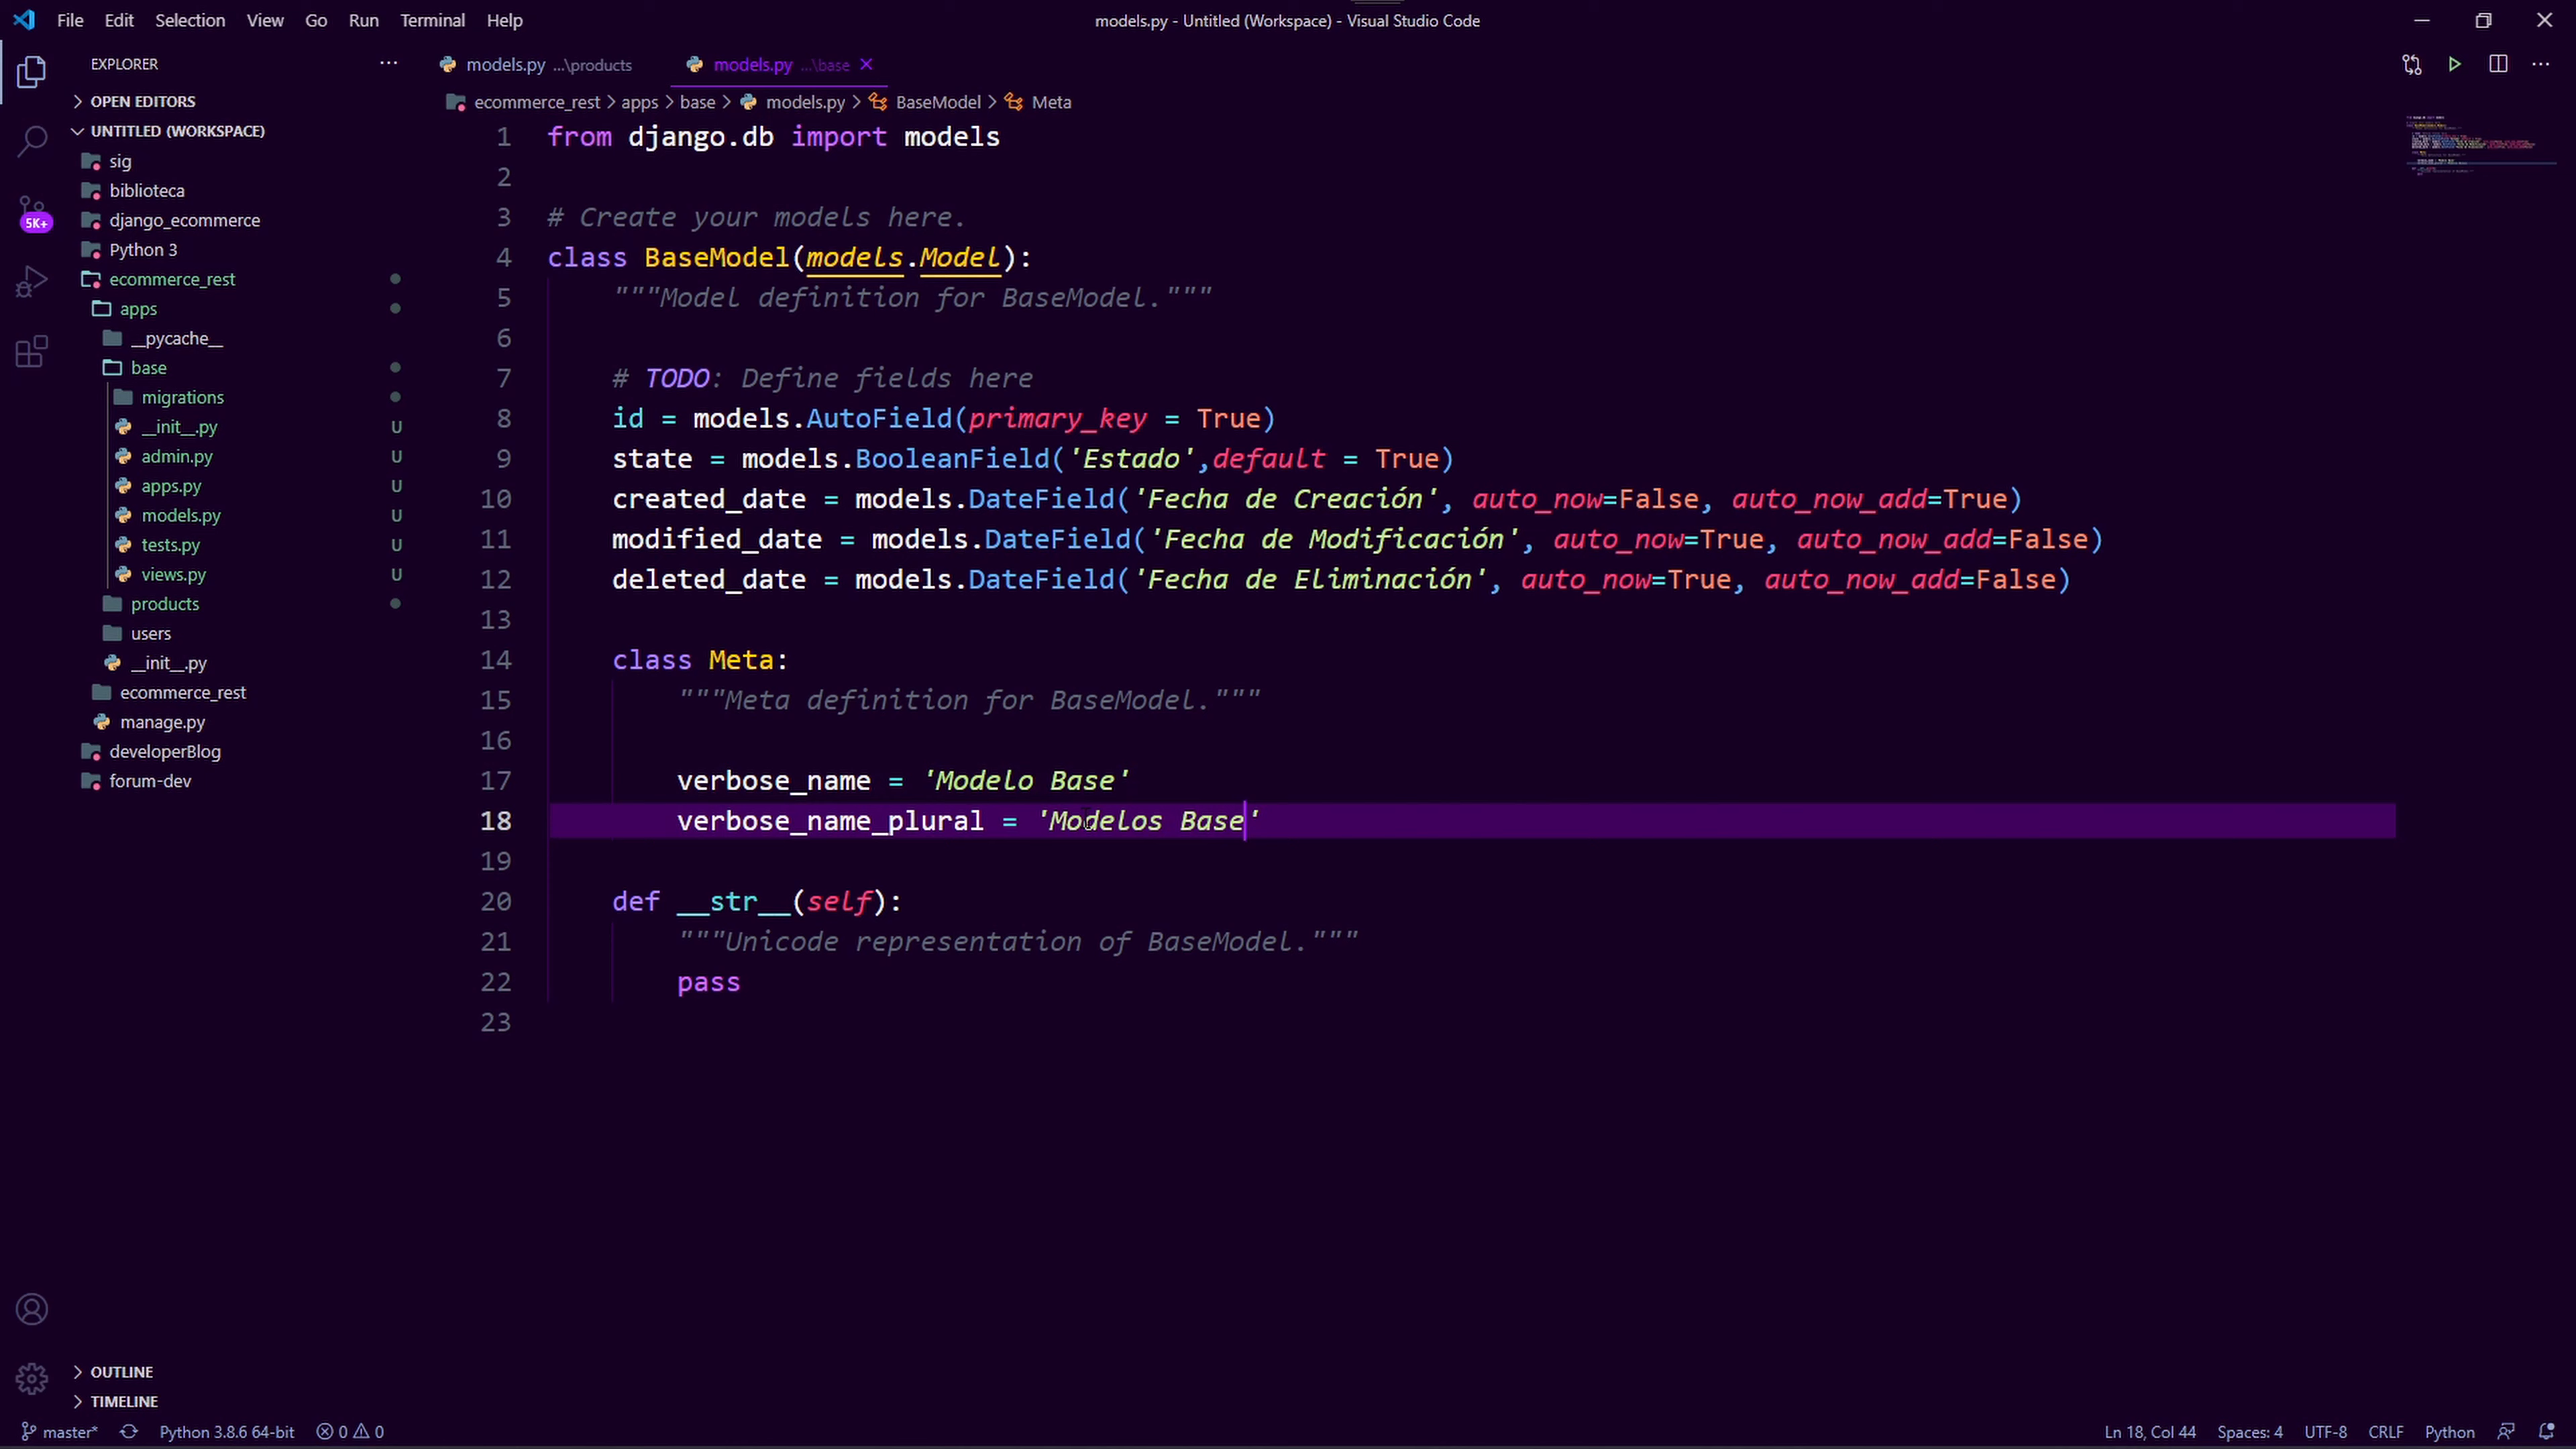 File Edit Selection View Go Run Terminal Help
models.py - Untitled (Workspace) - Visual Studio Code
EXPLORER
OPEN EDITORS
UNTITLED (WORKSPACE)
sig
biblioteca
django_ecommerce
Python 3
ecommerce_rest
apps
__pycache__
base
migrations
__init__.py U
admin.py U
apps.py U
models.py U
tests.py U
views.py U
products
users
__init__.py
ecommerce_rest
manage.py
developerBlog
forum-dev
5K+
OUTLINE
TIMELINE
models.py ...\products models.py ...\base
ecommerce_rest > apps > base > models.py > BaseModel > Meta
1 from django.db import models
2
3 # Create your models here.
4 class BaseModel(models.Model):
5 """Model definition for BaseModel."""
6
7 # TODO: Define fields here
8 id = models.AutoField(primary_key = True)
9 state = models.BooleanField('Estado',default = True)
10 created_date = models.DateField('Fecha de Creación', auto_now=False, auto_now_add=True)
11 modified_date = models.DateField('Fecha de Modificación', auto_now=True, auto_now_add=False)
12 deleted_date = models.DateField('Fecha de Eliminación', auto_now=True, auto_now_add=False)
13
14 class Meta:
15 """Meta definition for BaseModel."""
16
17 verbose_name = 'Modelo Base'
18 verbose_name_plural = 'Modelos Base'
19
20 def __str__(self):
21 """Unicode representation of BaseModel."""
22 pass
23
master* Python 3.8.6 64-bit 0 0 Ln 18, Col 44 Spaces: 4 UTF-8 CRLF Python